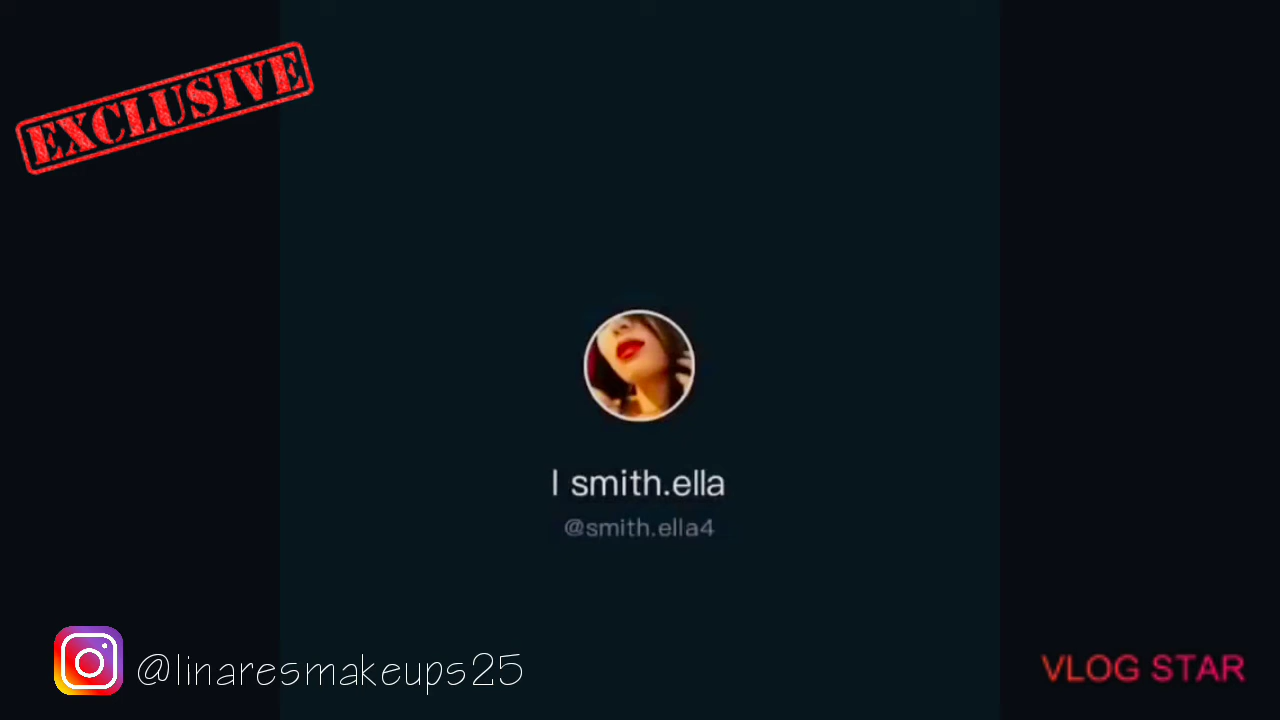 EXCLUSIVE
l smith.ella
@smith.ella4
@linaresmakeups25
VLOG STAR